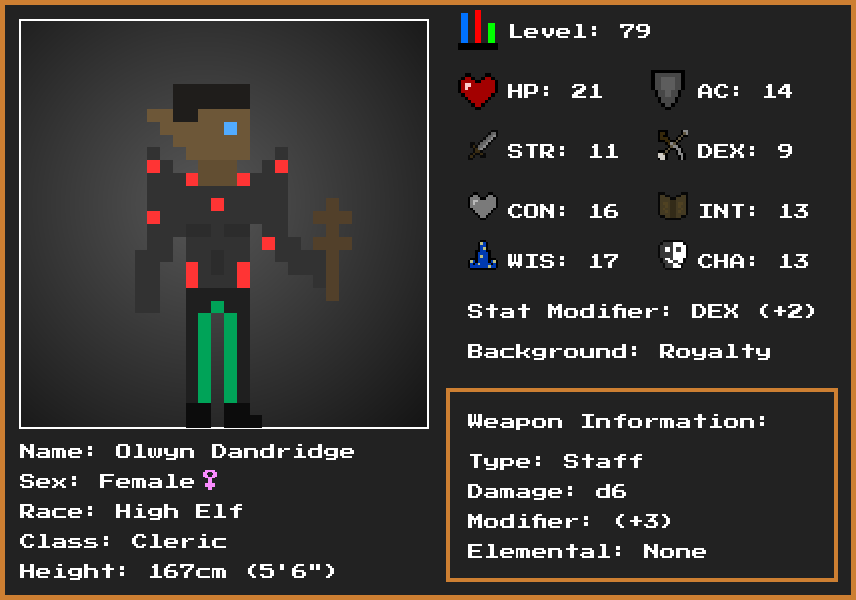 Level: 79
HP: 21
AC: 14
STR: 11
DEX: 9
CON: 16
INT: 13
WIS: 17
CHA: 13
Stat Modifier: DEX (+2)
Background: Royalty
Weapon Information:
Type: Staff
Damage: d6
Modifier: (+3)
Elemental: None
Name: Olwyn Dandridge
Sex: Female♀
Race: High Elf
Class: Cleric
Height: 167cm (5'6")